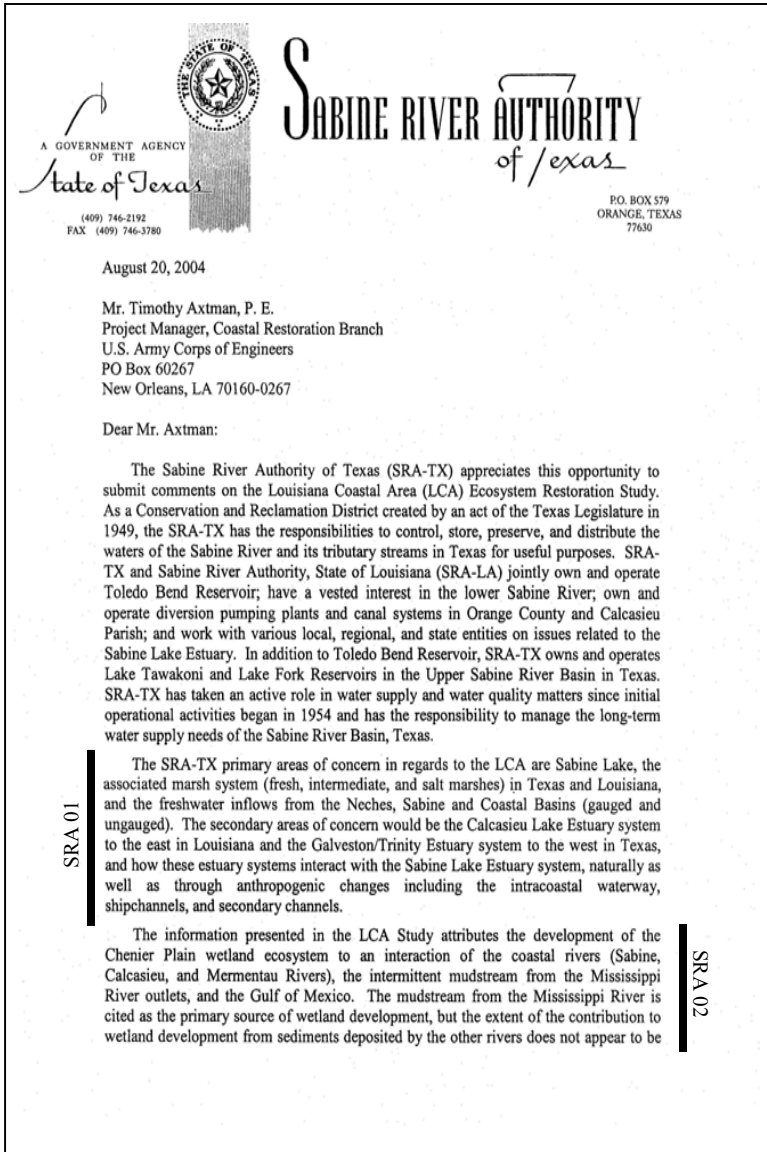 THE STATE OF TEXAS
SABINE RIVER AUTHORITY
of Texas
A GOVERNMENT AGENCY
OF THE
State of Texas
(409) 746-2192
FAX (409) 746-3780
P.O. BOX 579
ORANGE, TEXAS
77630
August 20, 2004
Mr. Timothy Axtman, P. E.
Project Manager, Coastal Restoration Branch
U.S. Army Corps of Engineers
PO Box 60267
New Orleans, LA 70160-0267
Dear Mr. Axtman:
The Sabine River Authority of Texas (SRA-TX) appreciates this opportunity to
submit comments on the Louisiana Coastal Area (LCA) Ecosystem Restoration Study.
As a Conservation and Reclamation District created by an act of the Texas Legislature in
1949, the SRA-TX has the responsibilities to control, store, preserve, and distribute the
waters of the Sabine River and its tributary streams in Texas for useful purposes. SRA-
TX and Sabine River Authority, State of Louisiana (SRA-LA) jointly own and operate
Toledo Bend Reservoir; have a vested interest in the lower Sabine River; own and
operate diversion pumping plants and canal systems in Orange County and Calcasieu
Parish; and work with various local, regional, and state entities on issues related to the
Sabine Lake Estuary. In addition to Toledo Bend Reservoir, SRA-TX owns and operates
Lake Tawakoni and Lake Fork Reservoirs in the Upper Sabine River Basin in Texas.
SRA-TX has taken an active role in water supply and water quality matters since initial
operational activities began in 1954 and has the responsibility to manage the long-term
water supply needs of the Sabine River Basin, Texas.
SRA 01
The SRA-TX primary areas of concern in regards to the LCA are Sabine Lake, the
associated marsh system (fresh, intermediate, and salt marshes) in Texas and Louisiana,
and the freshwater inflows from the Neches, Sabine and Coastal Basins (gauged and
ungauged). The secondary areas of concern would be the Calcasieu Lake Estuary system
to the east in Louisiana and the Galveston/Trinity Estuary system to the west in Texas,
and how these estuary systems interact with the Sabine Lake Estuary system, naturally as
well as through anthropogenic changes including the intracoastal waterway,
shipchannels, and secondary channels.
The information presented in the LCA Study attributes the development of the
Chenier Plain wetland ecosystem to an interaction of the coastal rivers (Sabine,
Calcasieu, and Mermentau Rivers), the intermittent mudstream from the Mississippi
River outlets, and the Gulf of Mexico. The mudstream from the Mississippi River is
cited as the primary source of wetland development, but the extent of the contribution to
wetland development from sediments deposited by the other rivers does not appear to be
SRA 02